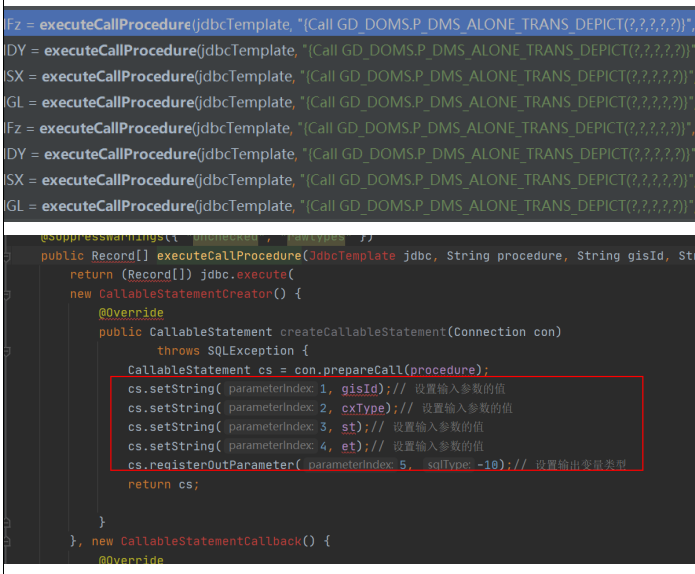 IFz = executeCallProcedure(jdbcTemplate, "{Call GD_DOMS.P_DMS_ALONE_TRANS_DEPICT(?,?,?,?,?)}",
IDY = executeCallProcedure(jdbcTemplate, "{Call GD_DOMS.P_DMS_ALONE_TRANS_DEPICT(?,?,?,?,?)}"
ISX = executeCallProcedure(jdbcTemplate, "{Call GD_DOMS.P_DMS_ALONE_TRANS_DEPICT(?,?,?,?,?)}"
IGL = executeCallProcedure(jdbcTemplate, "{Call GD_DOMS.P_DMS_ALONE_TRANS_DEPICT(?,?,?,?,?)}"
IFz = executeCallProcedure(jdbcTemplate, "{Call GD_DOMS.P_DMS_ALONE_TRANS_DEPICT(?,?,?,?,?)}"
IDY = executeCallProcedure(jdbcTemplate, "{Call GD_DOMS.P_DMS_ALONE_TRANS_DEPICT(?,?,?,?,?)}"
ISX = executeCallProcedure(jdbcTemplate, "{Call GD_DOMS.P_DMS_ALONE_TRANS_DEPICT(?,?,?,?,?)}"
IGL = executeCallProcedure(jdbcTemplate, "{Call GD_DOMS.P_DMS_ALONE_TRANS_DEPICT(?,?,?,?,?)}"
@SuppressWarnings({ "unchecked", "rawtypes" })
public Record[] executeCallProcedure(JdbcTemplate jdbc, String procedure, String gisId, Str
return (Record[]) jdbc.execute(
new CallableStatementCreator() {
@Override
public CallableStatement createCallableStatement(Connection con)
throws SQLException {
CallableStatement cs = con.prepareCall(procedure);
cs.setString( parameterIndex: 1, gisId);// 设置输入参数的值
cs.setString( parameterIndex: 2, cxType);// 设置输入参数的值
cs.setString( parameterIndex: 3, st);// 设置输入参数的值
cs.setString( parameterIndex: 4, et);// 设置输入参数的值
cs.registerOutParameter( parameterIndex: 5, sqlType: -10);// 设置输出变量类型
return cs;
}
}, new CallableStatementCallback() {
@Override